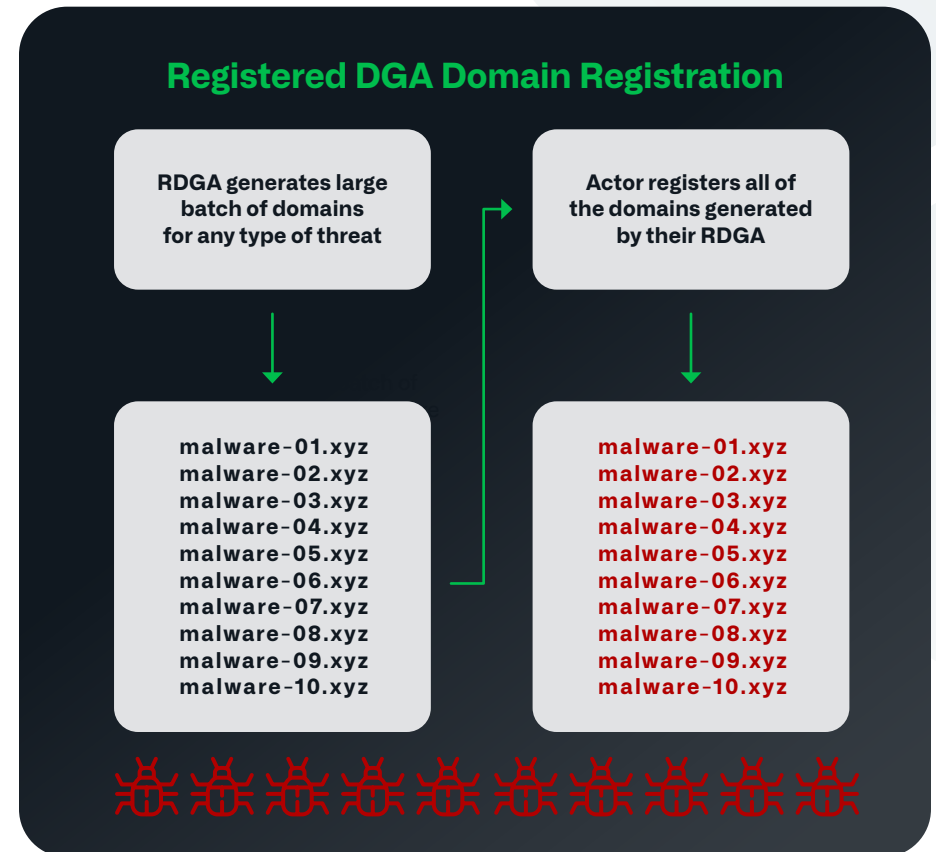 Registered DGA Domain Registration
RDGA generates large
batch of domains
for any type of threat
malware-01.xyz
malware-02.xyz
malware-03.xyz
malware-04.xyz
malware-05.xyz
malware-06.xyz
malware-07.xyz
malware-08.xyz
malware-09.xyz
malware-10.xyz
Actor registers all of
the domains generated
by their RDGA
malware-01.xyz
malware-02.xyz
malware-03.xyz
malware-04.xyz
malware-05.xyz
malware-06.xyz
malware-07.xyz
malware-08.xyz
malware-09.xyz
malware-10.xyz